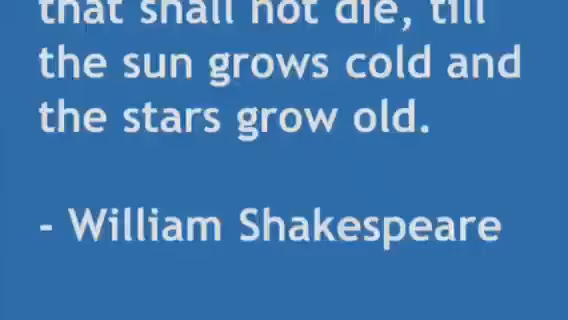 that shall not die, till
the sun grows cold and
the stars grow old.
- William Shakespeare